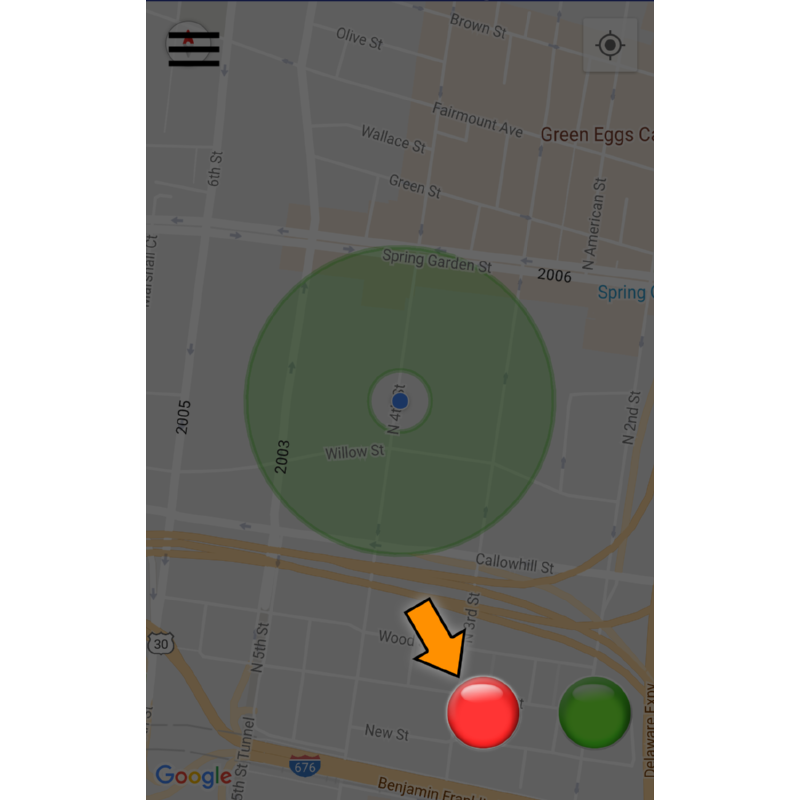 Brown St
Olive St
Fairmount Ave
Green Eggs Ca
Wallace St
6th St
Green St
N American St
Marshall Ct
Spring Garden St
2006
Spring G
N 4th St
2005
N 2nd St
2003
Willow St
Callowhill St
N 3rd St
30
Wood
N 5th St
t
New St
Delaware Expy
5th St Tunnel
676
Google
Benjamin Frankli